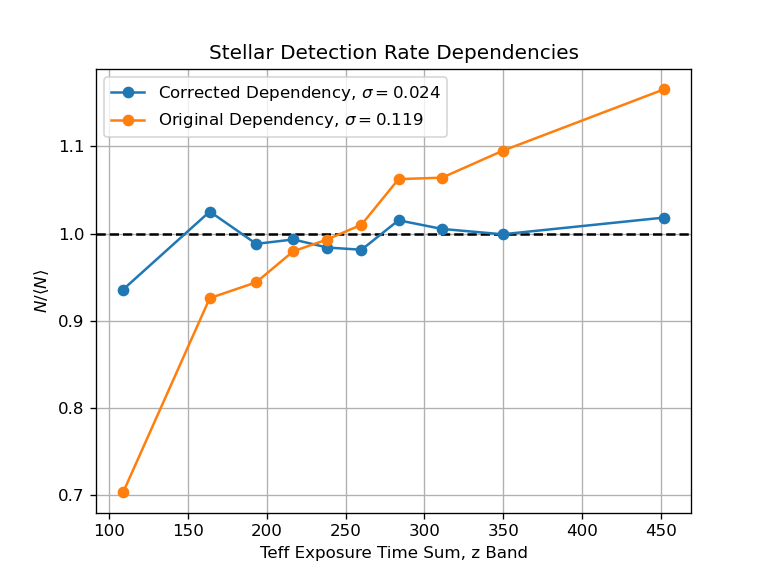 Stellar Detection Rate Dependencies
Corrected Dependency, σ = 0.024
Original Dependency, σ = 0.119
N/⟨N⟩
1.1
1.0
0.9
0.8
0.7
100 150 200 250 300 350 400 450
Teff Exposure Time Sum, z Band